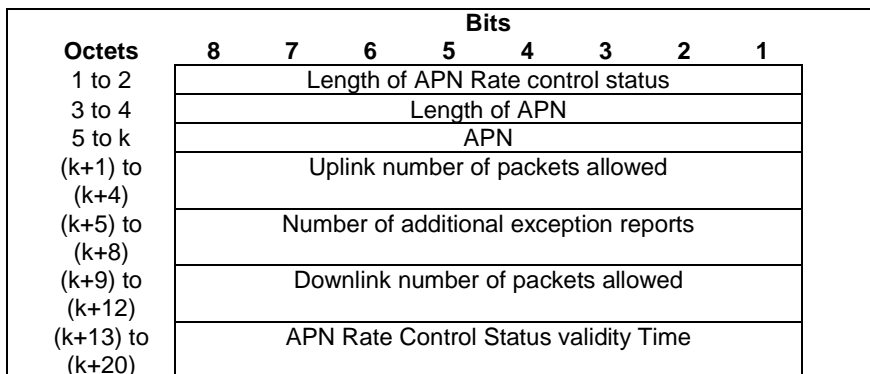 Bits
Octets 8 7 6 5 4 3 2 1
1 to 2 Length of APN Rate control status
3 to 4 Length of APN
5 to k APN
(k+1) to Uplink number of packets allowed
(k+4)
(k+5) to Number of additional exception reports
(k+8)
(k+9) to Downlink number of packets allowed
(k+12)
(k+13) to APN Rate Control Status validity Time
(k+20)